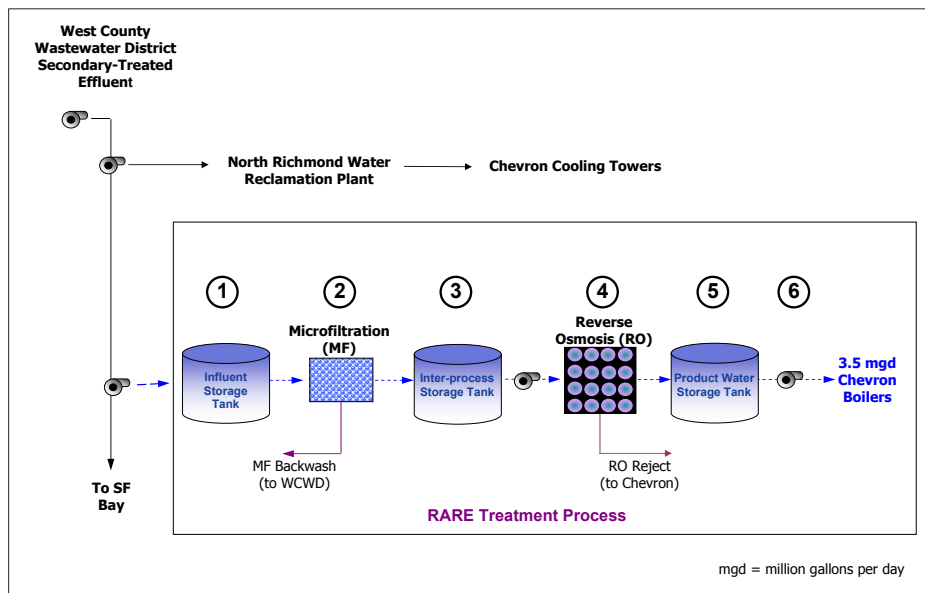 West County
Wastewater District
Secondary-Treated
Effluent
North Richmond Water
Reclamation Plant
Chevron Cooling Towers
1
2
3
4
5
6
Microfiltration
(MF)
Reverse
Osmosis (RO)
Influent
Storage
Tank
Inter-process
Storage Tank
Product Water
Storage Tank
3.5 mgd
Chevron
Boilers
MF Backwash
(to WCWD)
RO Reject
(to Chevron)
To SF
Bay
RARE Treatment Process
mgd = million gallons per day